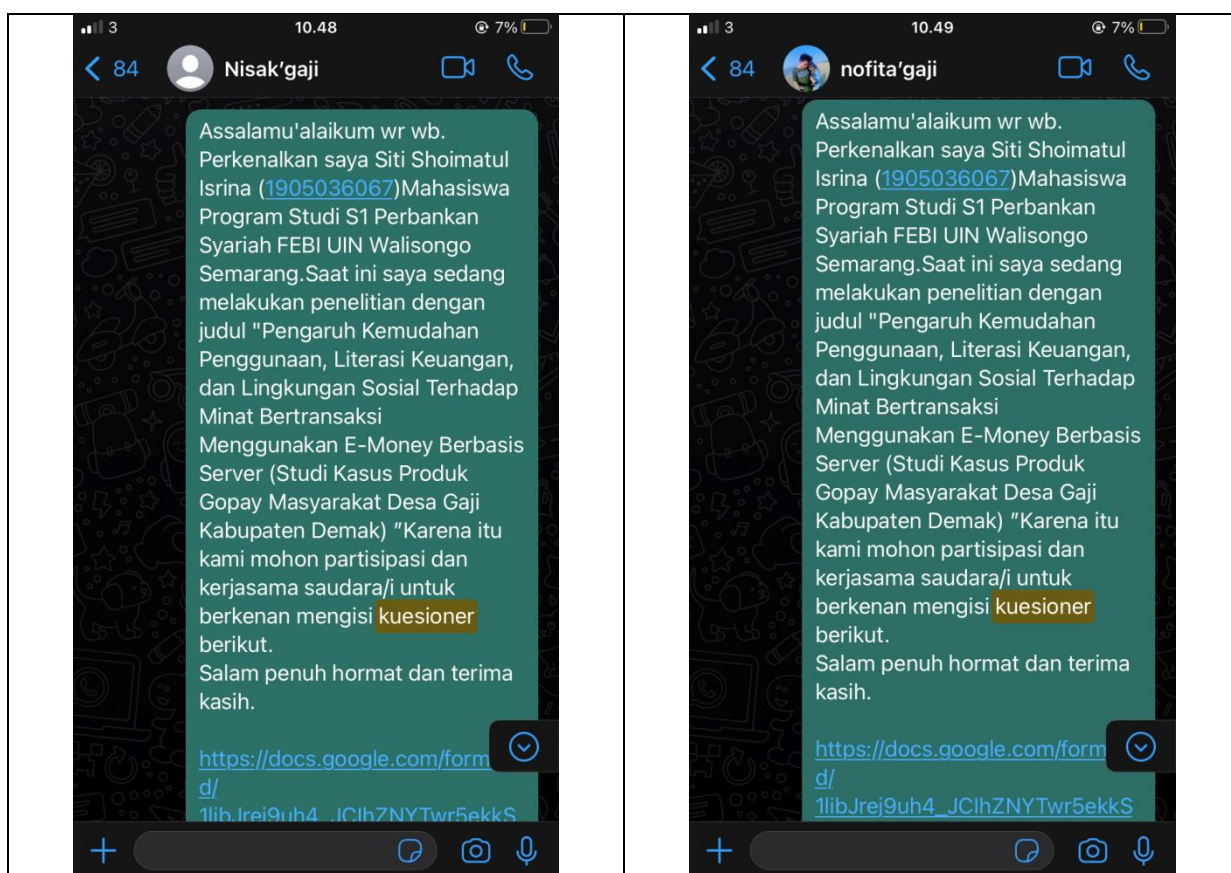 3 10.48 7%
84 Nisak'gaji
Assalamu'alaikum wr wb.
Perkenalkan saya Siti Shoimatul
Isrina (1905036067)Mahasiswa
Program Studi S1 Perbankan
Syariah FEBI UIN Walisongo
Semarang.Saat ini saya sedang
melakukan penelitian dengan
judul "Pengaruh Kemudahan
Penggunaan, Literasi Keuangan,
dan Lingkungan Sosial Terhadap
Minat Bertransaksi
Menggunakan E-Money Berbasis
Server (Studi Kasus Produk
Gopay Masyarakat Desa Gaji
Kabupaten Demak) "Karena itu
kami mohon partisipasi dan
kerjasama saudara/i untuk
berkenan mengisi kuesioner
berikut.
Salam penuh hormat dan terima
kasih.
https://docs.google.com/form
d/
1libJrej9uh4_JCIhZNYTwr5ekkS
3 10.49 7%
84 nofita'gaji
Assalamu'alaikum wr wb.
Perkenalkan saya Siti Shoimatul
Isrina (1905036067)Mahasiswa
Program Studi S1 Perbankan
Syariah FEBI UIN Walisongo
Semarang.Saat ini saya sedang
melakukan penelitian dengan
judul "Pengaruh Kemudahan
Penggunaan, Literasi Keuangan,
dan Lingkungan Sosial Terhadap
Minat Bertransaksi
Menggunakan E-Money Berbasis
Server (Studi Kasus Produk
Gopay Masyarakat Desa Gaji
Kabupaten Demak) "Karena itu
kami mohon partisipasi dan
kerjasama saudara/i untuk
berkenan mengisi kuesioner
berikut.
Salam penuh hormat dan terima
kasih.
https://docs.google.com/form
d/
1libJrej9uh4_JCIhZNYTwr5ekkS